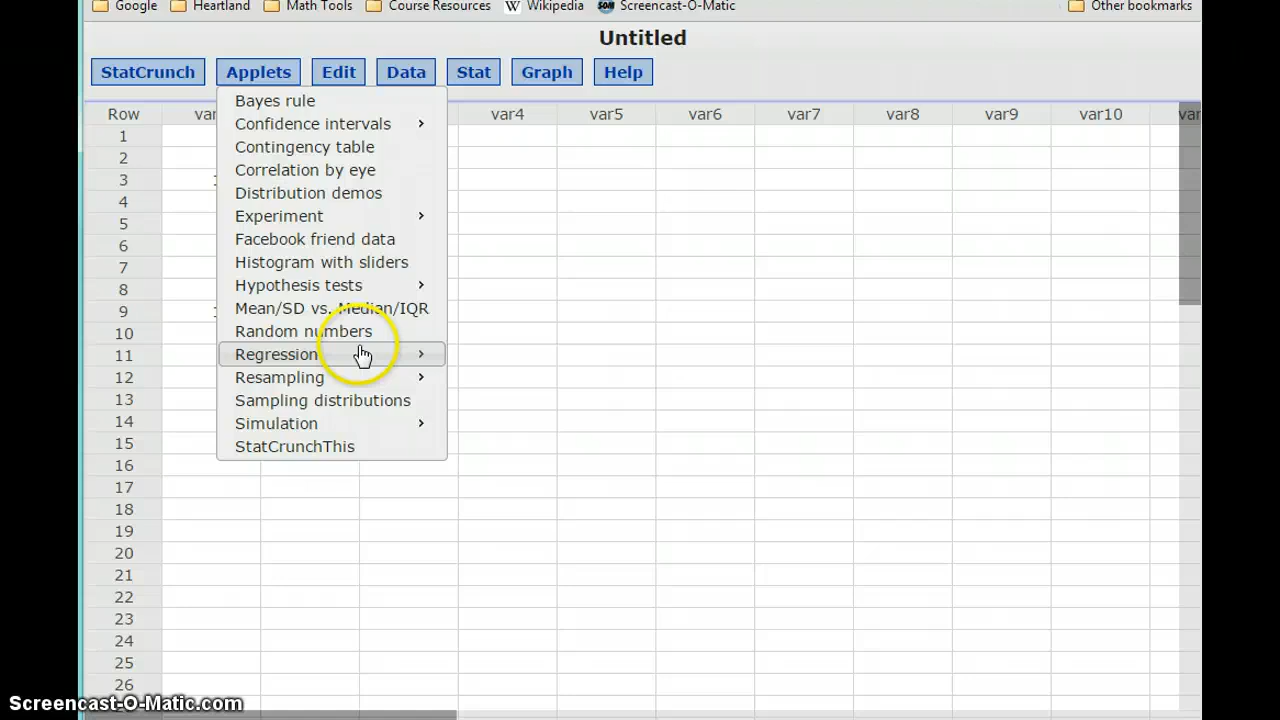 Google Heartland Math Tools Course Resources W Wikipedia SOM Screencast-O-Matic Other bookmarks
Untitled
StatCrunch Applets Edit Data Stat Graph Help
Row var4 var5 var6 var7 var8 var9 var10
Bayes rule
Confidence intervals
Contingency table
Correlation by eye
Distribution demos
Experiment
Facebook friend data
Histogram with sliders
Hypothesis tests
Mean/SD vs. Median/IQR
Random numbers
Regression
Resampling
Sampling distributions
Simulation
StatCrunchThis
1
2
3
4
5
6
7
8
9
10
11
12
13
14
15
16
17
18
19
20
21
22
23
24
25
26
Screencast-O-Matic.com